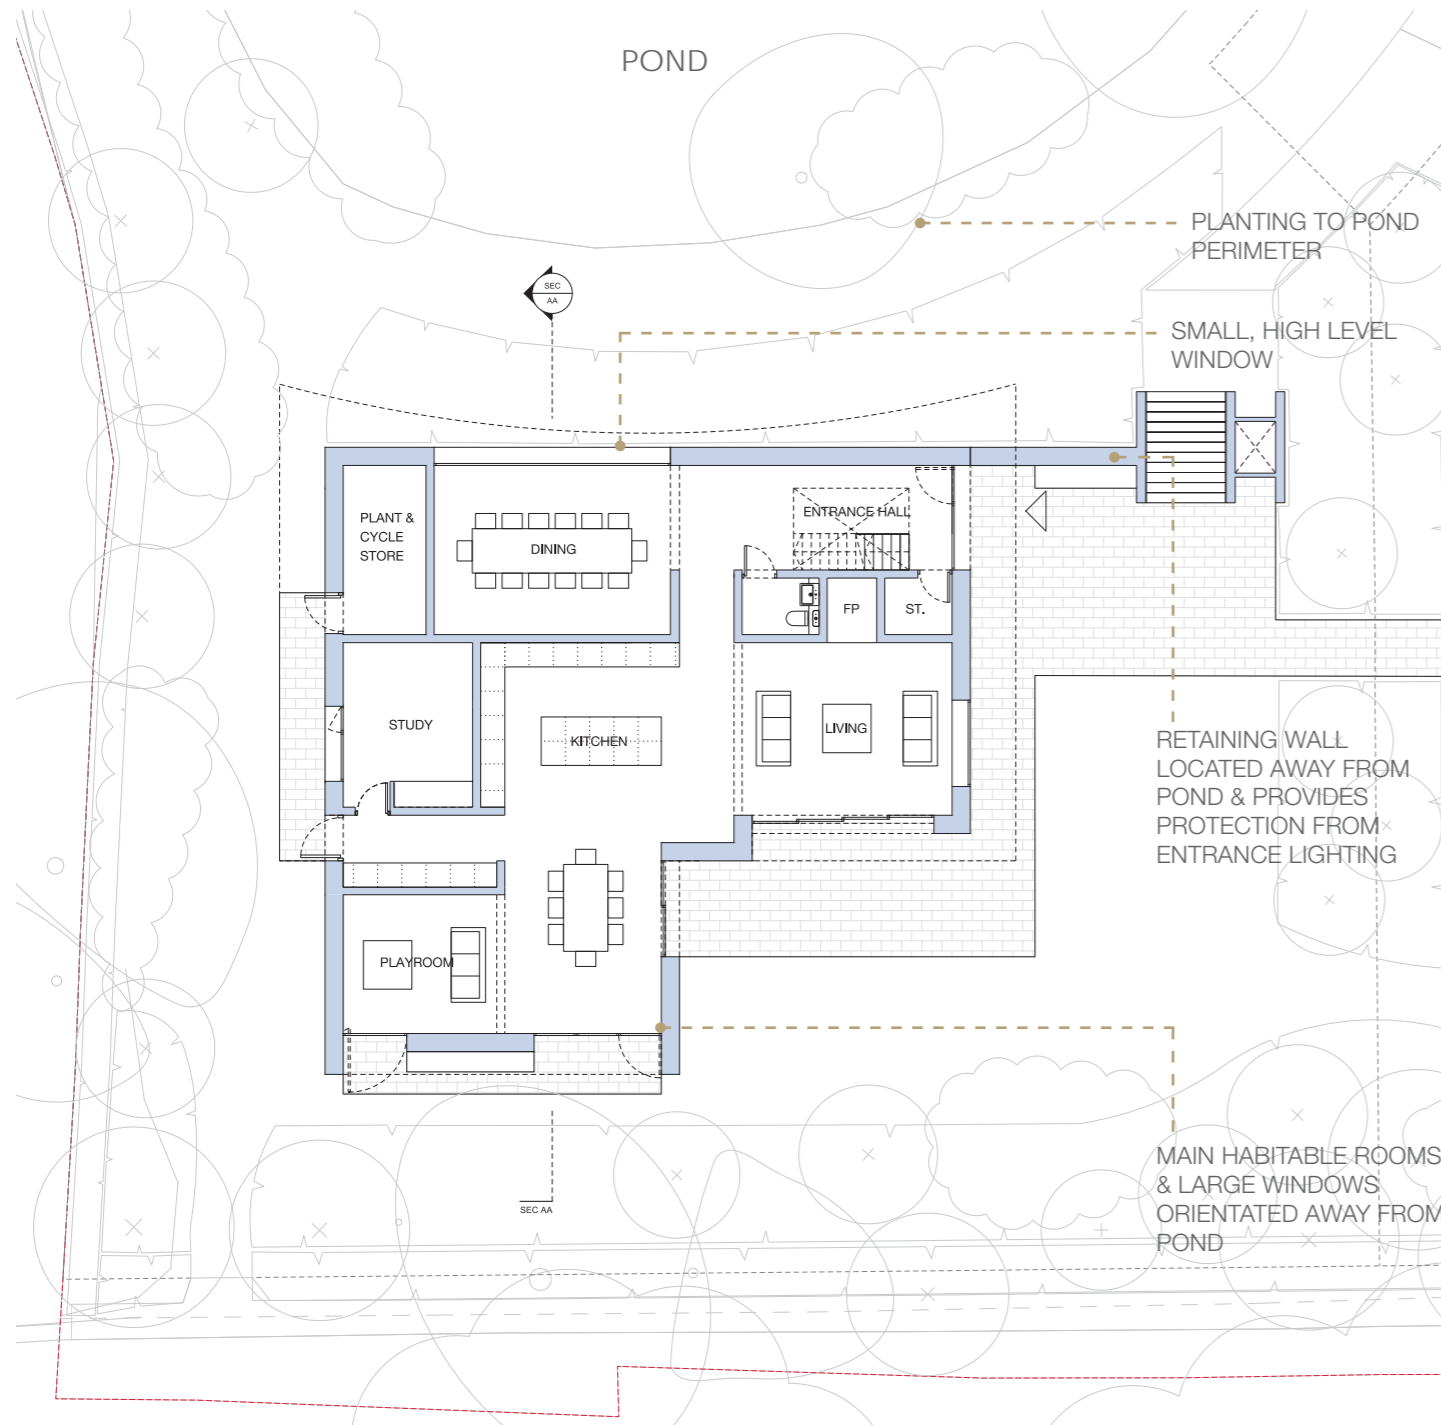 POND
PLANTING TO POND
PERIMETER
SEC
AA
SMALL, HIGH LEVEL
WINDOW
PLANT &
CYCLE
STORE
DINING
ENTRANCE HALL
FP
ST.
STUDY
KITCHEN
LIVING
RETAINING WALL
LOCATED AWAY FROM
POND & PROVIDES
PROTECTION FROM
ENTRANCE LIGHTING
PLAYROOM
MAIN HABITABLE ROOMS
& LARGE WINDOWS
ORIENTATED AWAY FROM
POND
SEC AA